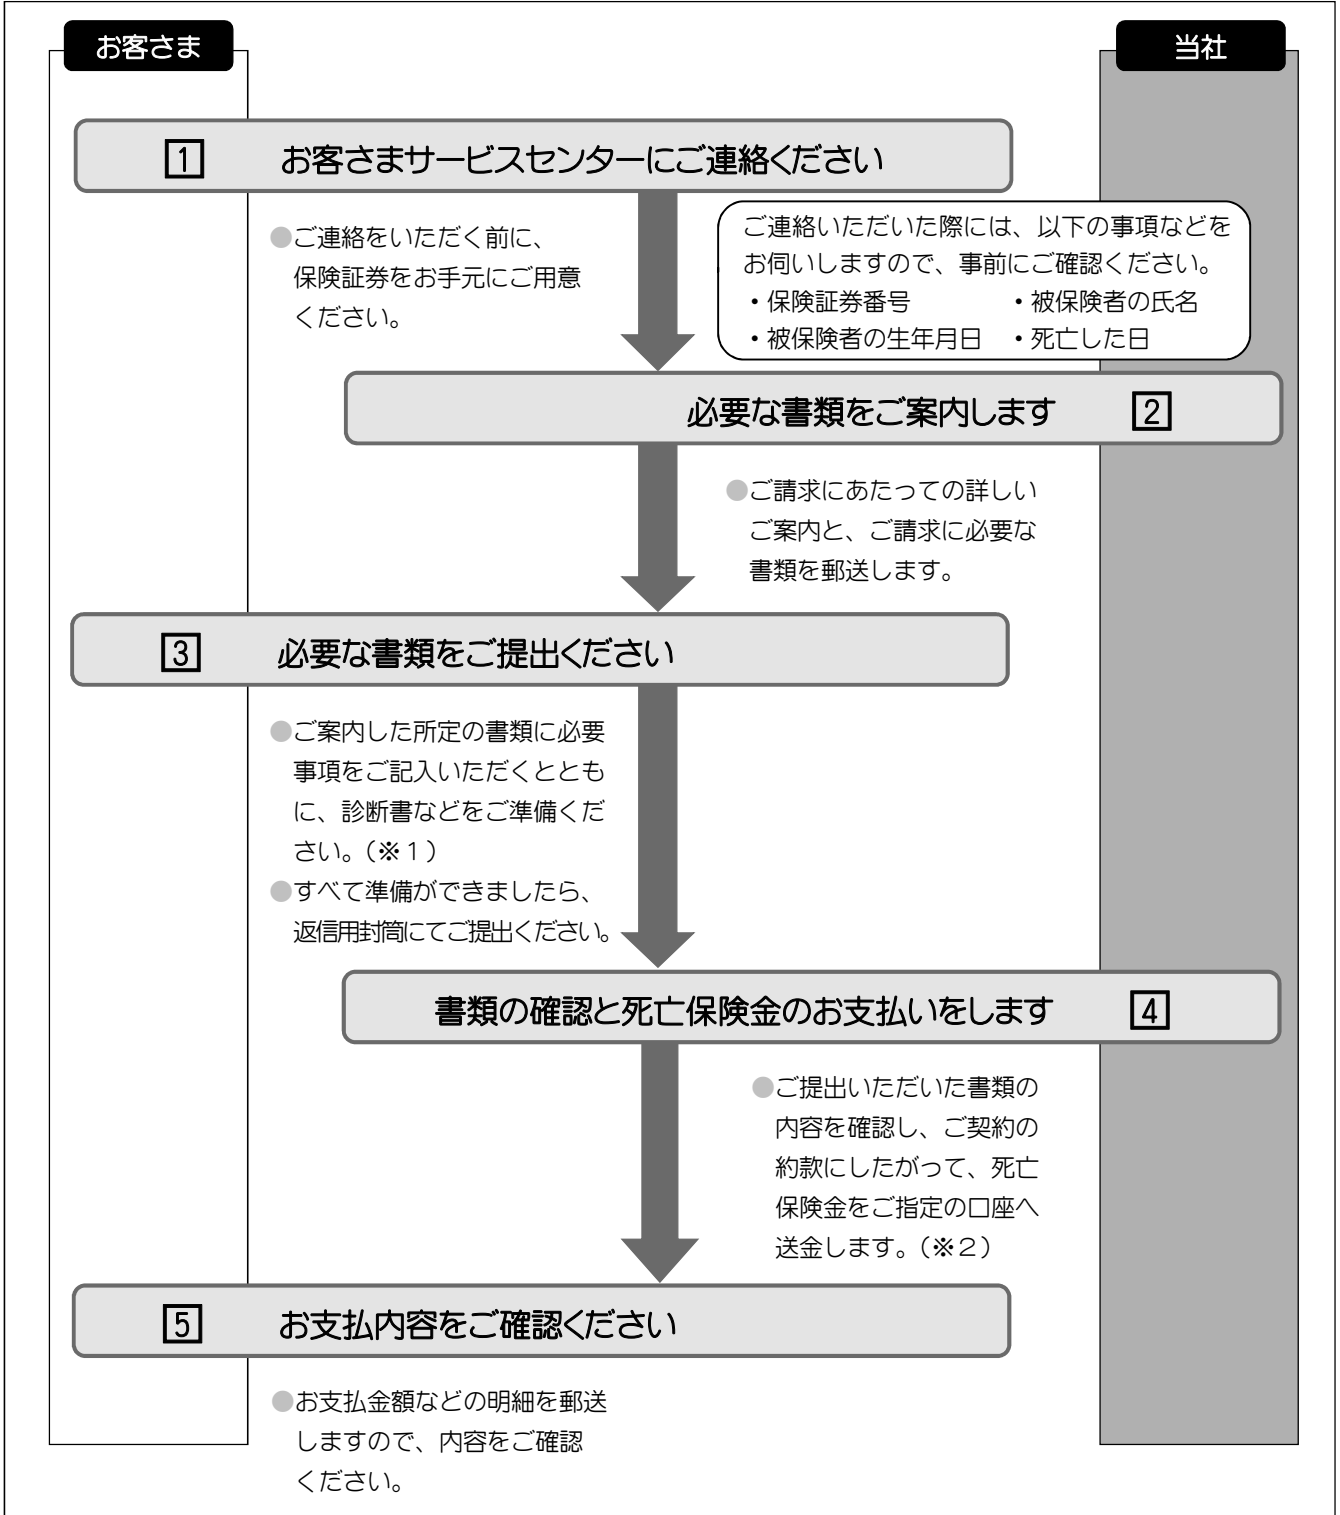 お客さま
当社
1 お客さまサービスセンターにご連絡ください
●ご連絡をいただく前に、
保険証券をお手元にご用意
ください。
ご連絡いただいた際には、以下の事項などを
お伺いしますので、事前にご確認ください。
・保険証券番号 ・被保険者の氏名
・被保険者の生年月日 ・死亡した日
必要な書類をご案内します 2
●ご請求にあたっての詳しい
ご案内と、ご請求に必要な
書類を郵送します。
3 必要な書類をご提出ください
●ご案内した所定の書類に必要
事項をご記入いただくととも
に、診断書などをご準備くだ
さい。(※1)
●すべて準備ができましたら、
返信用封筒にてご提出ください。
書類の確認と死亡保険金のお支払いをします 4
●ご提出いただいた書類の
内容を確認し、ご契約の
約款にしたがって、死亡
保険金をご指定の口座へ
送金します。(※2)
5 お支払内容をご確認ください
●お支払金額などの明細を郵送
しますので、内容をご確認
ください。